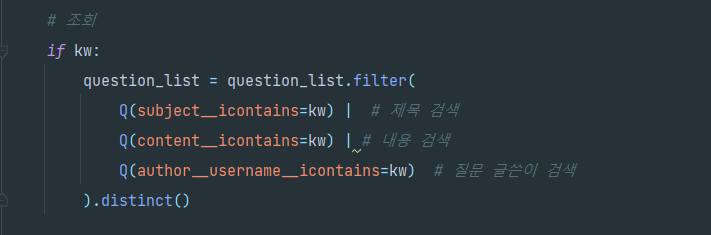 # 조회
if kw:
    question_list = question_list.filter(
        Q(subject__icontains=kw) |  # 제목 검색
        Q(content__icontains=kw) | # 내용 검색
        Q(author__username__icontains=kw)  # 질문 글쓴이 검색
    ).distinct()